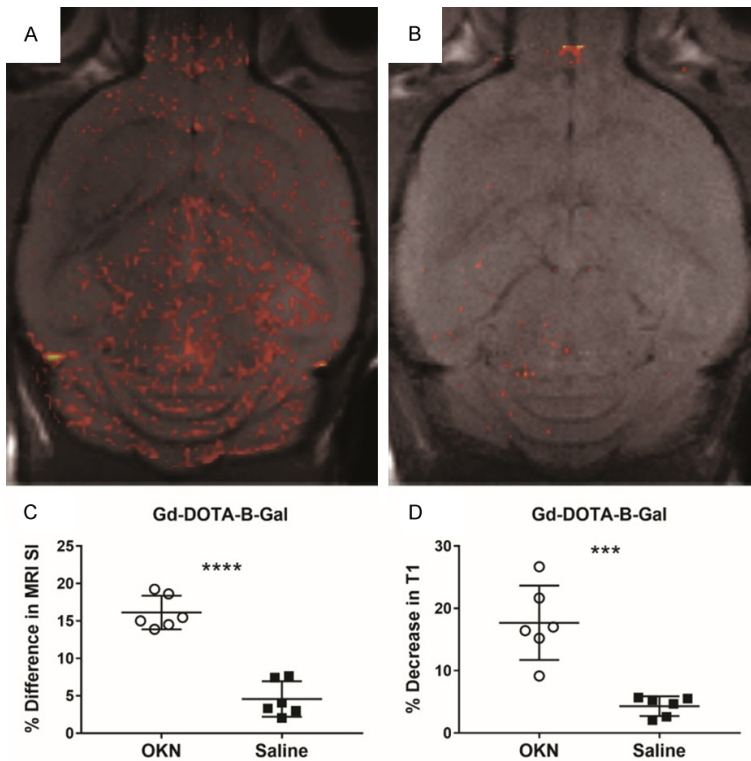 A
B
C
Gd-DOTA-B-Gal
% Difference in MRI SI
25
20
15
10
5
0
****
OKN
Saline
D
Gd-DOTA-B-Gal
% Decrease in T1
30
20
10
0
***
OKN
Saline